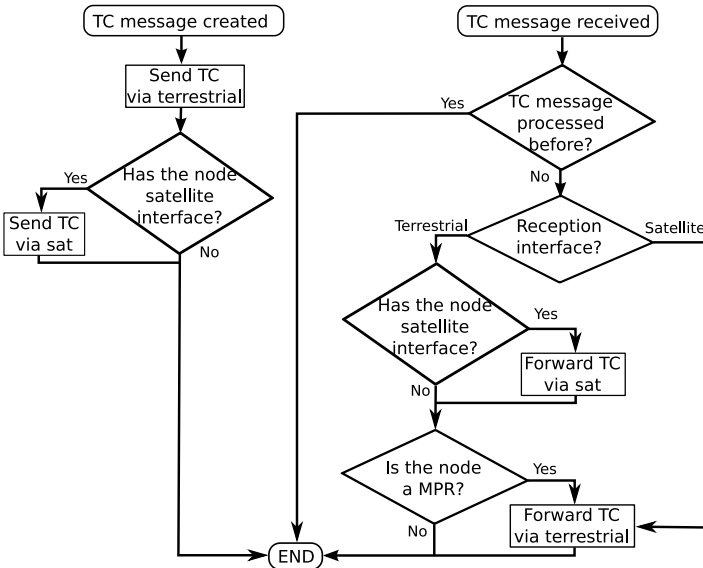 TC message created
Send TC
via terrestrial
Has the node
satellite
interface?
Yes
Send TC
via sat
No
TC message received
TC message
processed
before?
Yes
No
Reception
interface?
Terrestrial
Satellite
Has the node
satellite
interface?
Yes
Forward TC
via sat
No
Is the node
a MPR?
Yes
Forward TC
via terrestrial
No
END